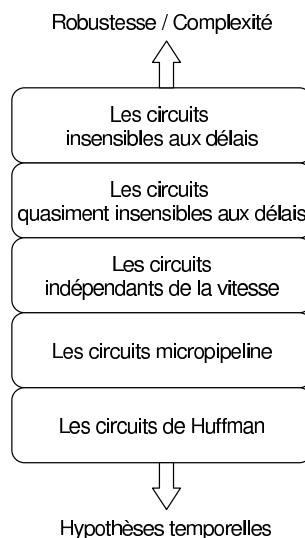 Robustesse / Complexité
Les circuits
insensibles aux délais
Les circuits
quasiment insensibles aux délais
Les circuits
indépendants de la vitesse
Les circuits micropipeline
Les circuits de Huffman
Hypothèses temporelles